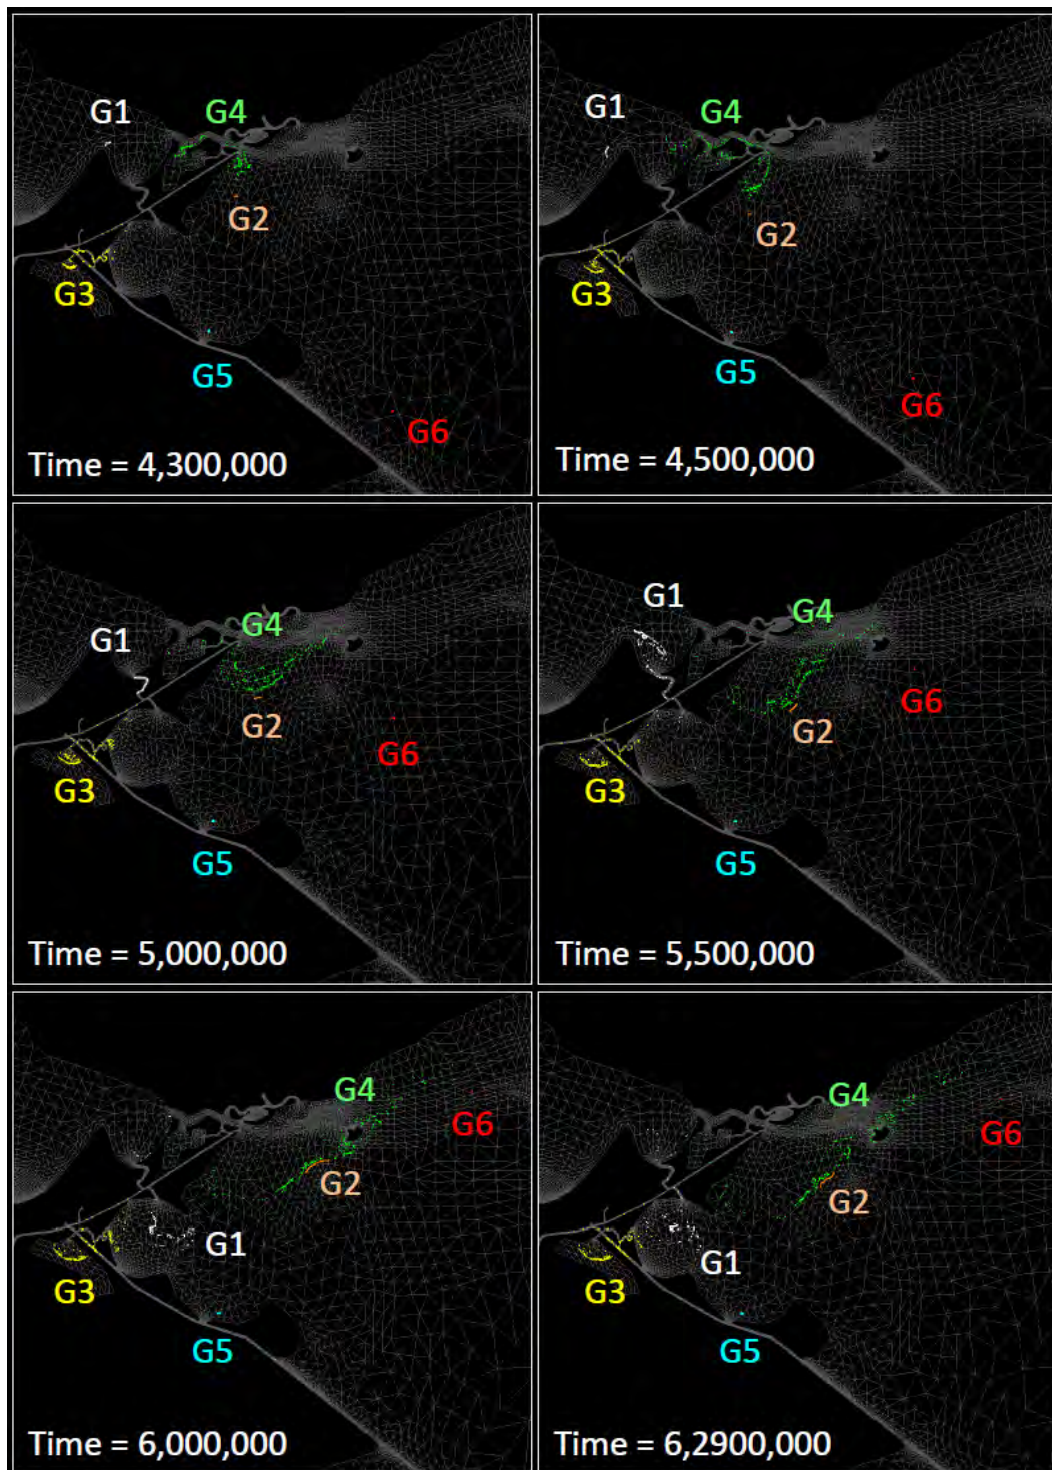 G1
G4
G2
G3
G5
G6
Time = 4,300,000
G1
G4
G2
G3
G5
G6
Time = 4,500,000
G4
G1
G2
G6
G3
G5
Time = 5,000,000
G1
G4
G6
G2
G3
G5
Time = 5,500,000
G4
G6
G2
G1
G3
G5
Time = 6,000,000
G4
G6
G2
G1
G3
G5
Time = 6,2900,000